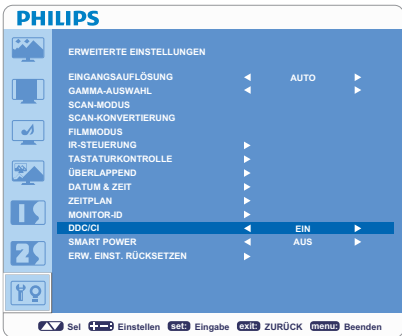 PHILIPS
ERWEITERTE EINSTELLUNGEN
EINGANGSAUFLÖSUNG AUTO
GAMMA-AUSWAHL
SCAN-MODUS
SCAN-KONVERTIERUNG
FILMMODUS
IR-STEUERUNG
TASTATURKONTROLLE
ÜBERLAPPEND
DATUM & ZEIT
ZEITPLAN
MONITOR-ID
DDC/CI EIN
SMART POWER AUS
ERW. EINST. RÜCKSETZEN
Sel Einstellen set: Eingabe exit: ZURÜCK menu: Beenden